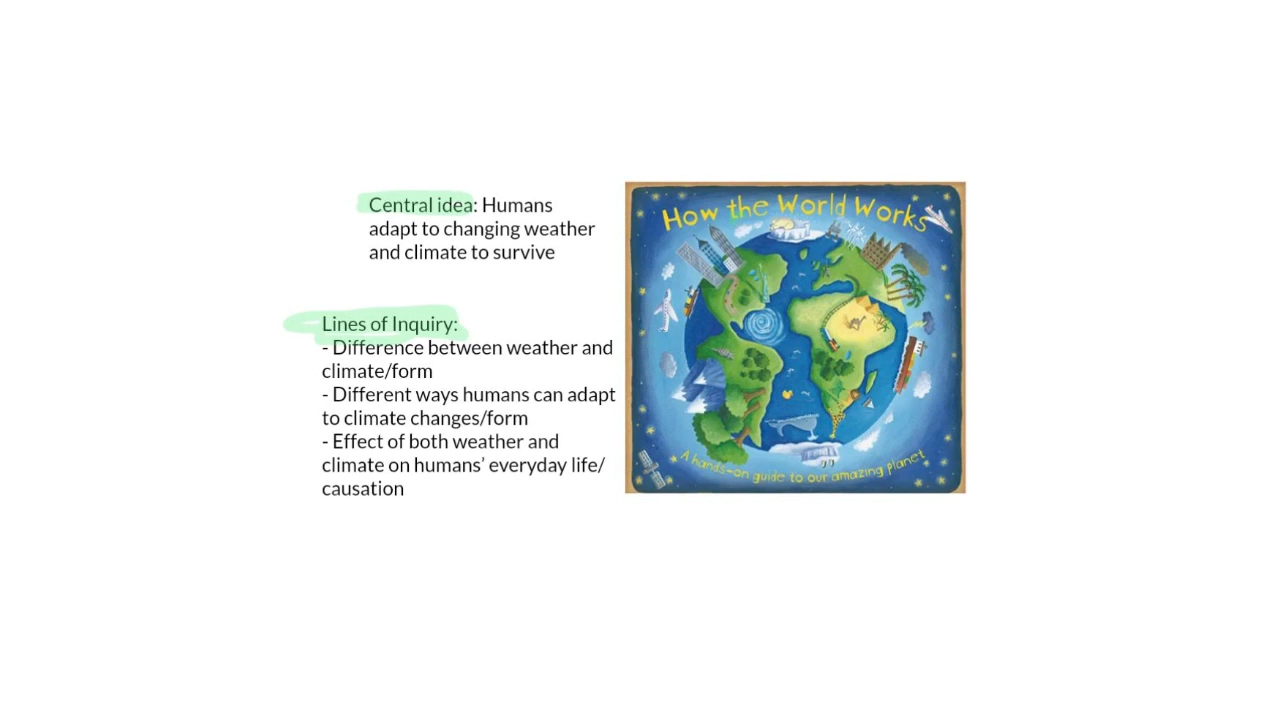 Central idea: Humans
adapt to changing weather
and climate to survive
Lines of Inquiry:
- Difference between weather and
climate/form
- Different ways humans can adapt
to climate changes/form
- Effect of both weather and
climate on humans’ everyday life/
causation
How the World Works
A hands-on guide to our amazing planet